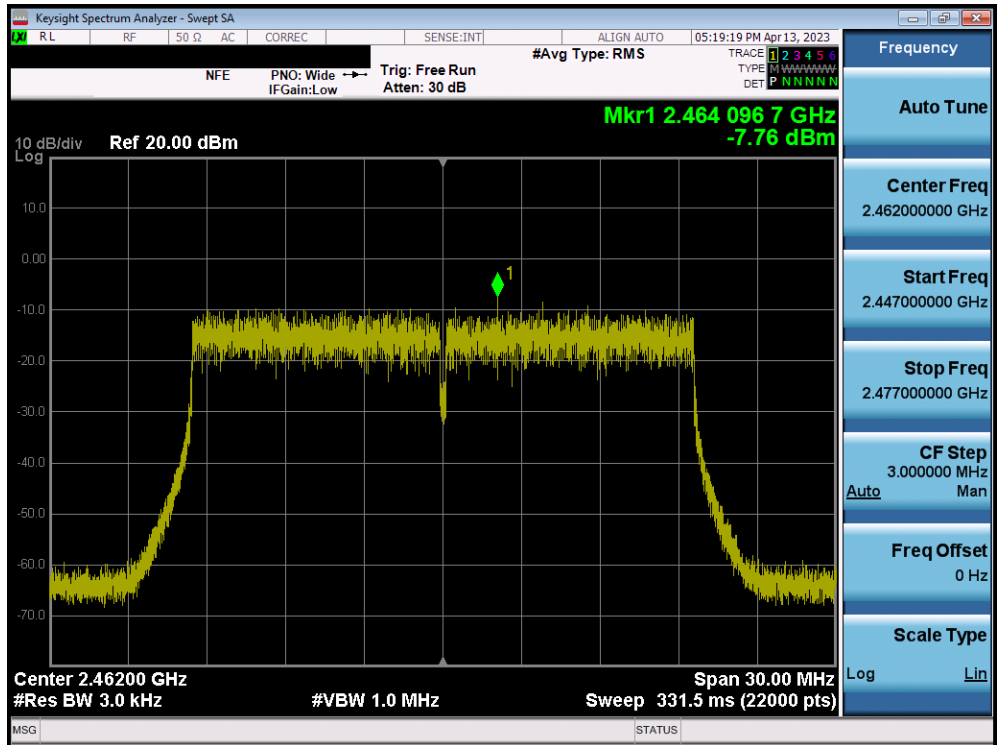 Keysight Spectrum Analyzer - Swept SA
LXI RL RF 50 Ω AC CORREC SENSE:INT ALIGN AUTO 05:19:19 PM Apr 13, 2023
NFE PNO: Wide Trig: Free Run #Avg Type: RMS TRACE 1 2 3 4 5 6
IFGain:Low Atten: 30 dB TYPE M WWWWW
DET P N N N N N
Mkr1 2.464 096 7 GHz
-7.76 dBm
10 dB/div Ref 20.00 dBm
Log
10.0
0.00
1
-10.0
-20.0
-30.0
-40.0
-50.0
-60.0
-70.0
Center 2.46200 GHz Span 30.00 MHz
#Res BW 3.0 kHz #VBW 1.0 MHz Sweep 331.5 ms (22000 pts)
MSG STATUS
Frequency
Auto Tune
Center Freq
2.462000000 GHz
Start Freq
2.447000000 GHz
Stop Freq
2.477000000 GHz
CF Step
3.000000 MHz
Auto Man
Freq Offset
0 Hz
Scale Type
Log Lin